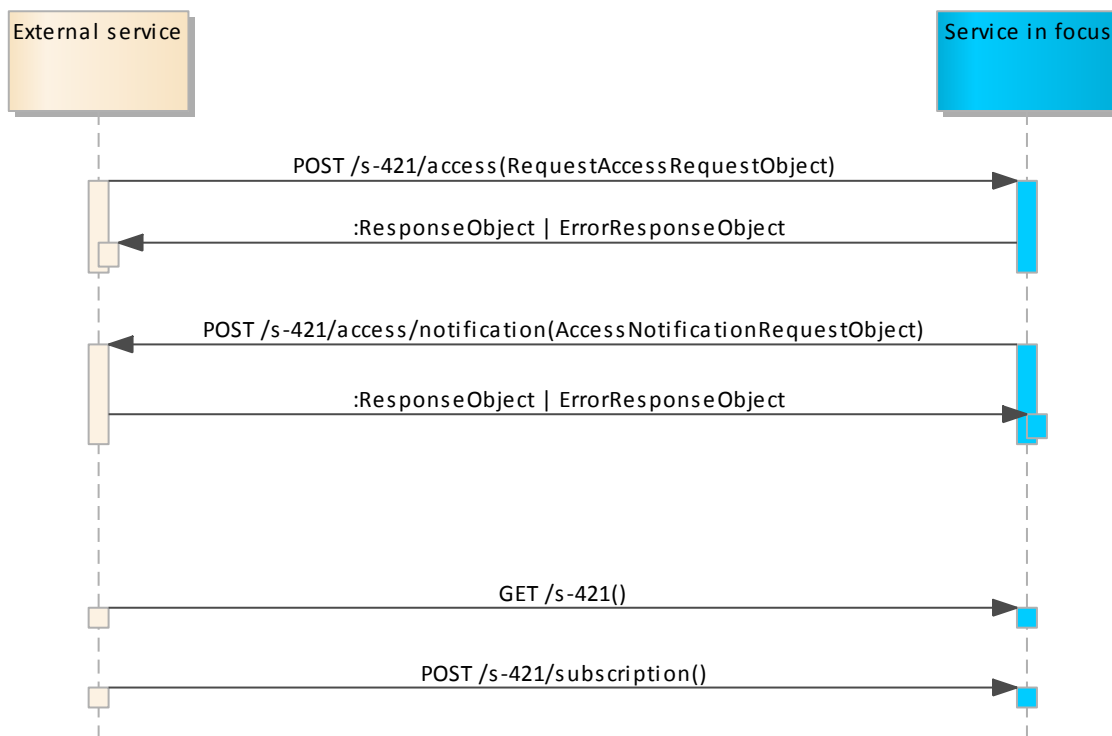 External service
Service in focus
POST /s-421/access(RequestAccessRequestObject)
:ResponseObject | ErrorResponseObject
POST /s-421/access/notification(AccessNotificationRequestObject)
:ResponseObject | ErrorResponseObject
GET /s-421()
POST /s-421/subscription()